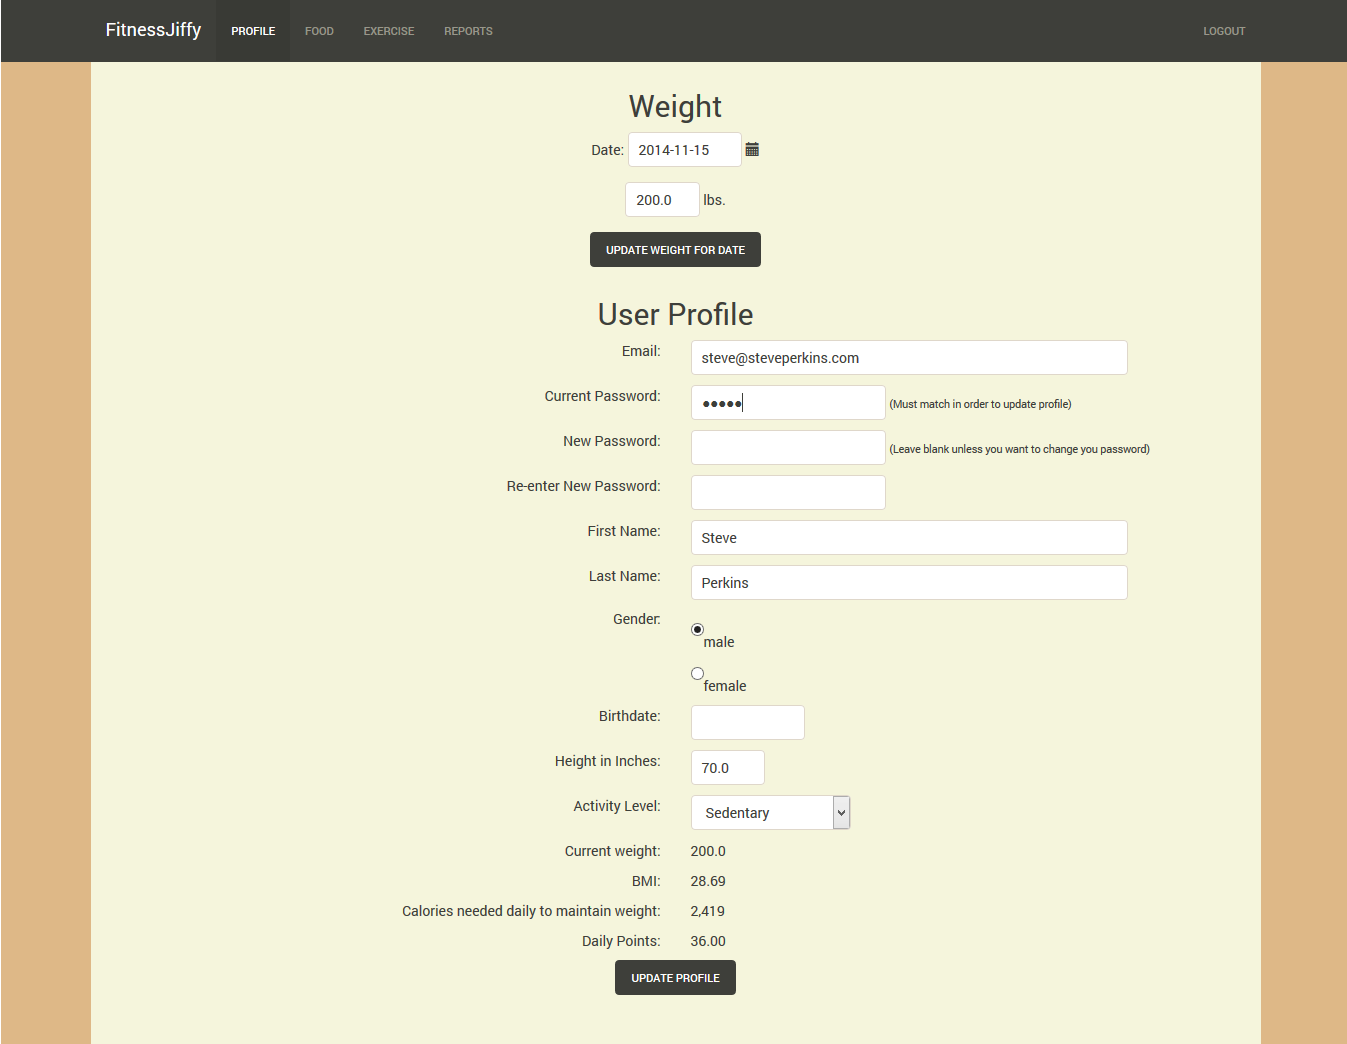 FitnessJiffy PROFILE FOOD EXERCISE REPORTS LOGOUT
Weight
Date: 2014-11-15
200.0 lbs.
UPDATE WEIGHT FOR DATE
User Profile
Email: steve@steveperkins.com
Current Password: ●●●●● (Must match in order to update profile)
New Password: (Leave blank unless you want to change you password)
Re-enter New Password:
First Name: Steve
Last Name: Perkins
Gender:
male
female
Birthdate:
Height in Inches: 70.0
Activity Level: Sedentary
Current weight: 200.0
BMI: 28.69
Calories needed daily to maintain weight: 2,419
Daily Points: 36.00
UPDATE PROFILE